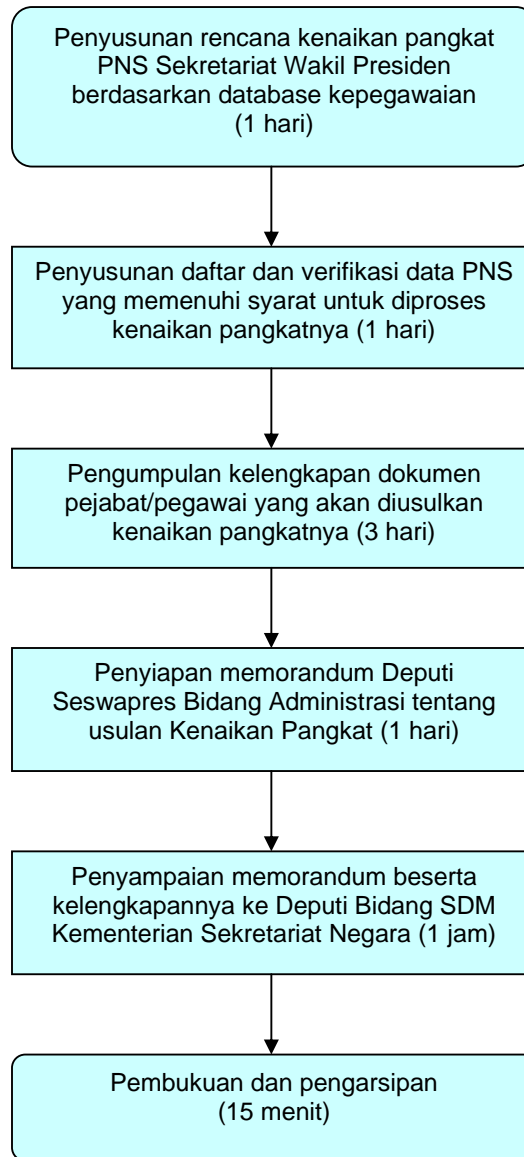 Penyusunan rencana kenaikan pangkat
PNS Sekretariat Wakil Presiden
berdasarkan database kepegawaian
(1 hari)
Penyusunan daftar dan verifikasi data PNS
yang memenuhi syarat untuk diproses
kenaikan pangkatnya (1 hari)
Pengumpulan kelengkapan dokumen
pejabat/pegawai yang akan diusulkan
kenaikan pangkatnya (3 hari)
Penyiapan memorandum Deputi
Seswapres Bidang Administrasi tentang
usulan Kenaikan Pangkat (1 hari)
Penyampaian memorandum beserta
kelengkapannya ke Deputi Bidang SDM
Kementerian Sekretariat Negara (1 jam)
Pembukuan dan pengarsipan
(15 menit)